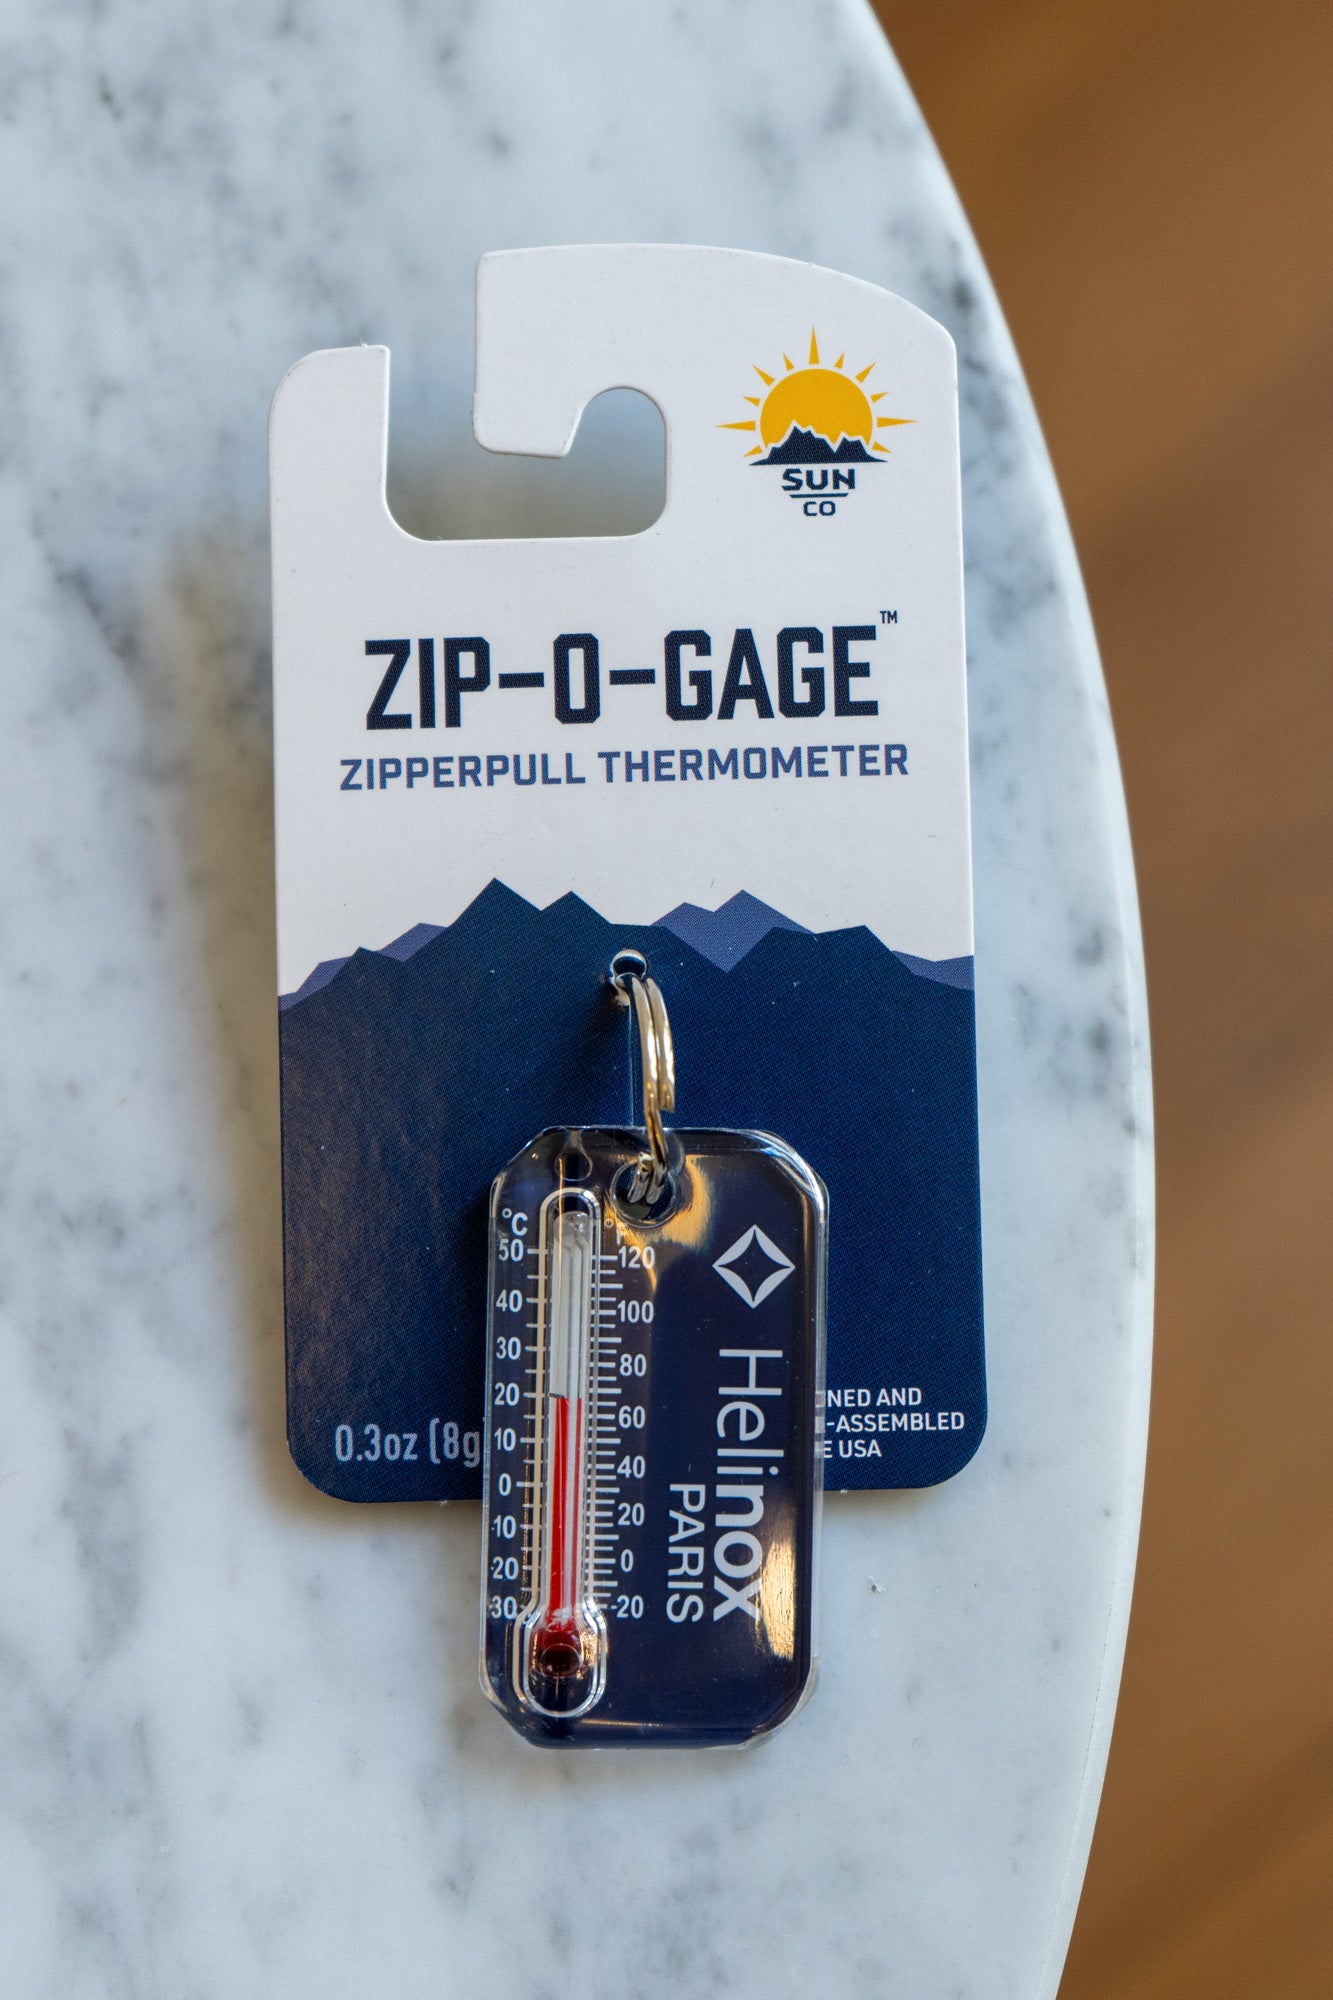 SUN
CO
ZIP-O-GAGE™
ZIPPERPULL THERMOMETER
°C
°F
50
120
40
100
30
80
20
60
10
40
0
20
-10
0
-20
-20
-30
Helinox
PARIS
0.3oz (8g
NED AND
-ASSEMBLED
E USA